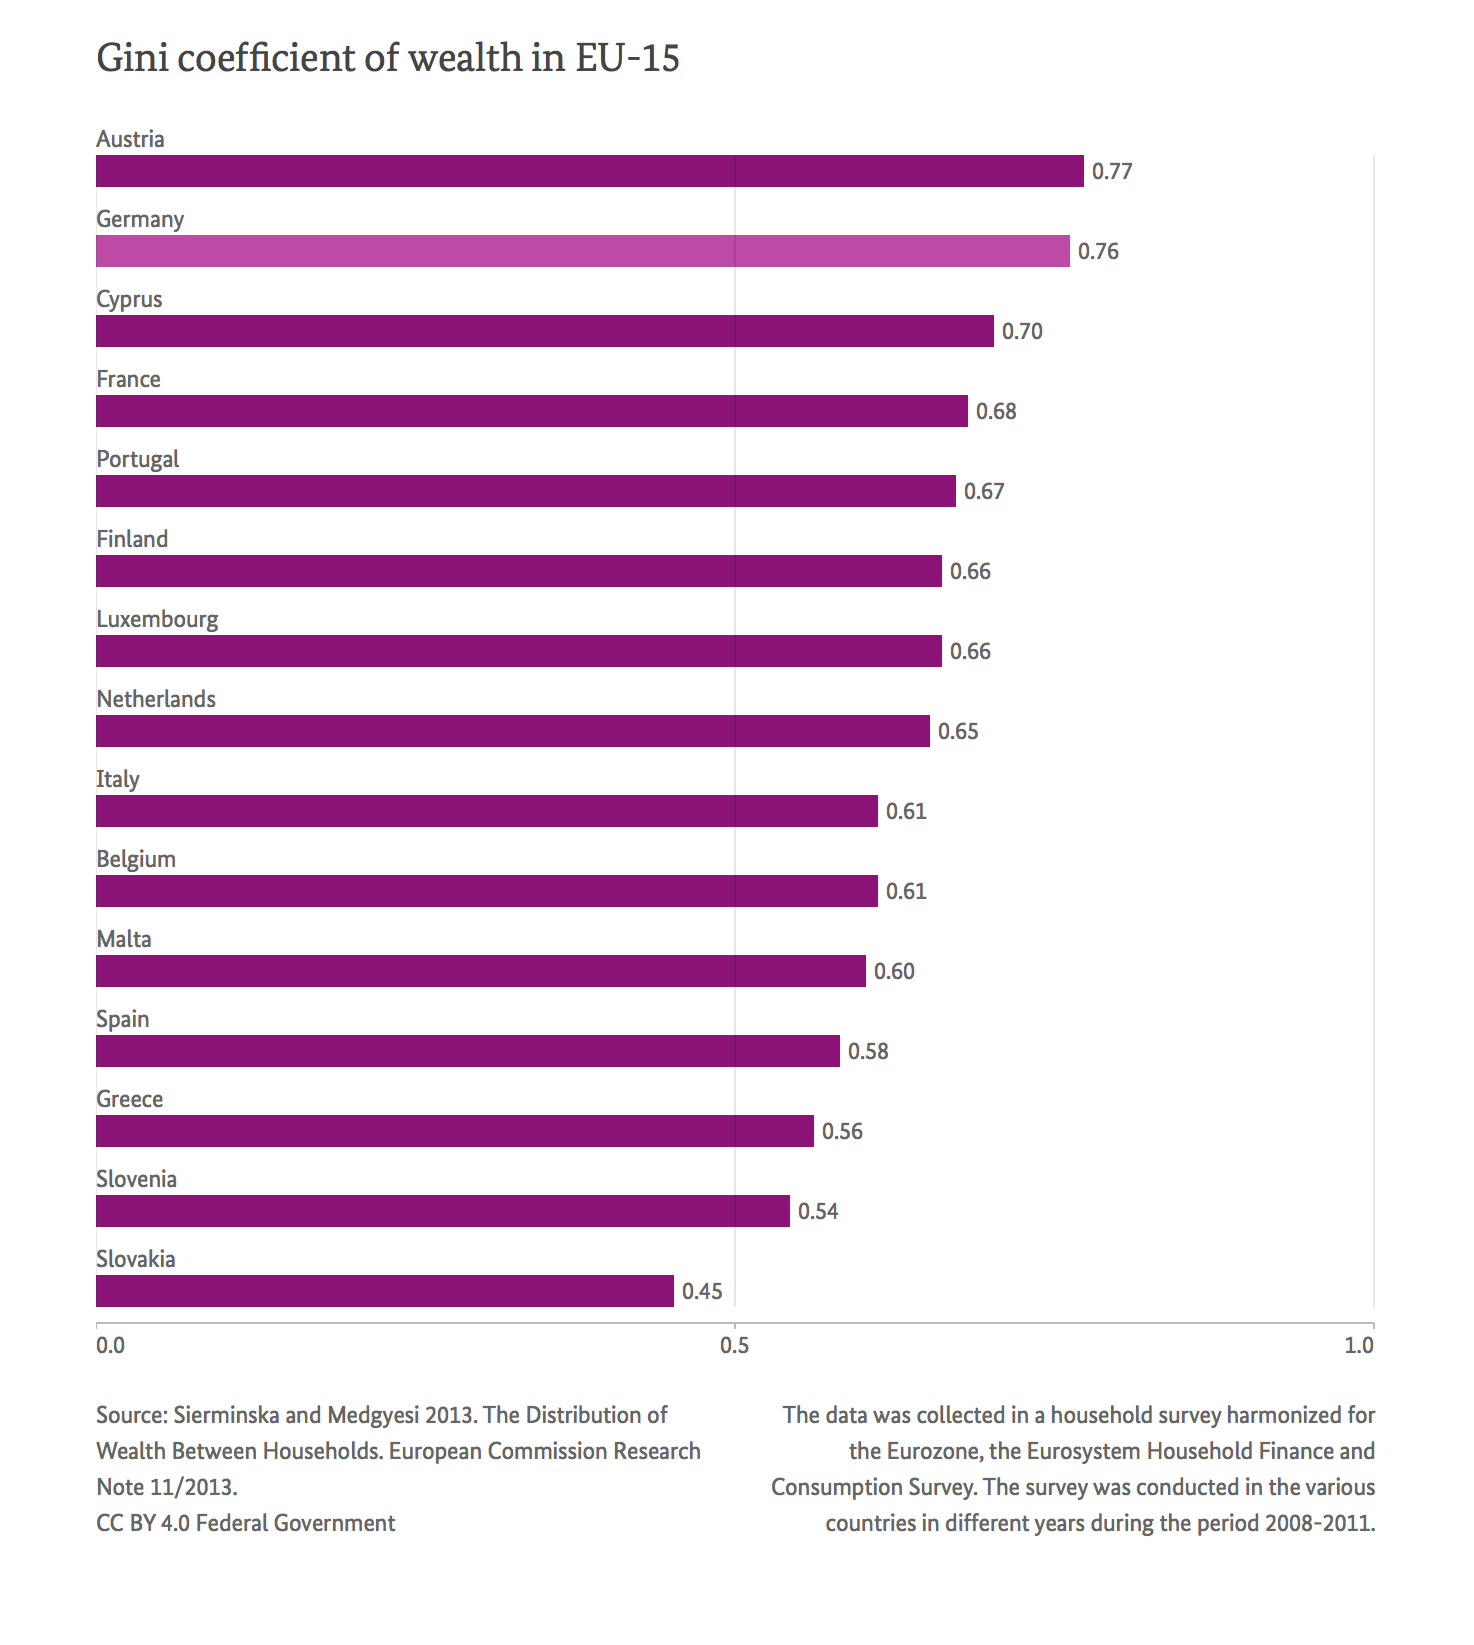 Gini coefficient of wealth in EU-15
Austria
0.77
Germany
0.76
Cyprus
0.70
France
0.68
Portugal
0.67
Finland
0.66
Luxembourg
0.66
Netherlands
0.65
Italy
0.61
Belgium
0.61
Malta
0.60
Spain
0.58
Greece
0.56
Slovenia
0.54
Slovakia
0.45
0.0 0.5 1.0
Source: Sierminska and Medgyesi 2013. The Distribution of
Wealth Between Households. European Commission Research
Note 11/2013.
CC BY 4.0 Federal Government
The data was collected in a household survey harmonized for
the Eurozone, the Eurosystem Household Finance and
Consumption Survey. The survey was conducted in the various
countries in different years during the period 2008-2011.